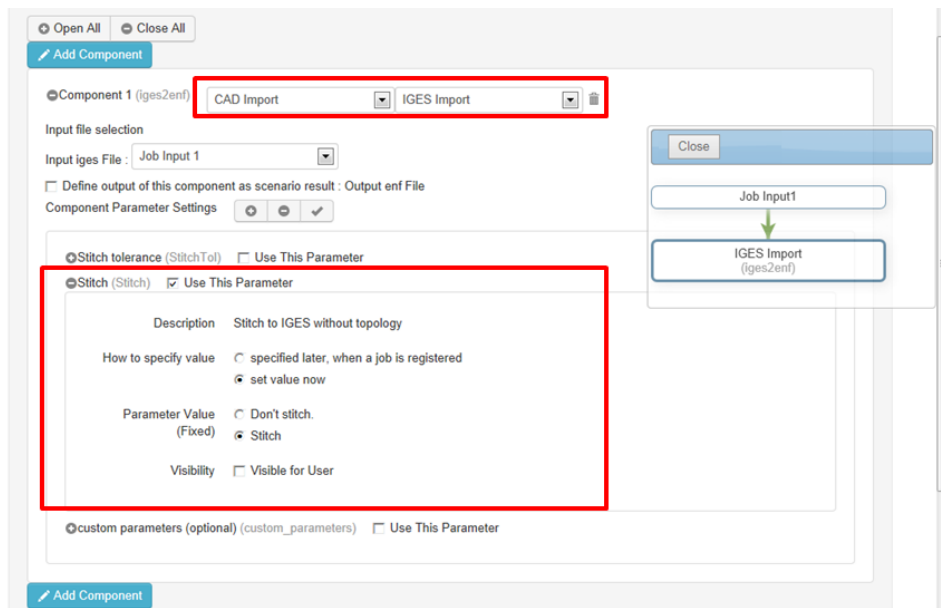 Open All Close All
Add Component
Component 1 (iges2enf) CAD Import IGES Import
Input file selection
Input iges File : Job Input 1
Define output of this component as scenario result : Output enf File
Component Parameter Settings
Stitch tolerance (StitchTol) Use This Parameter
Stitch (Stitch) Use This Parameter
Description Stitch to IGES without topology
How to specify value specified later, when a job is registered
set value now
Parameter Value Don't stitch.
(Fixed) Stitch
Visibility Visible for User
custom parameters (optional) (custom_parameters) Use This Parameter
Add Component
Close
Job Input1
IGES Import
(iges2enf)